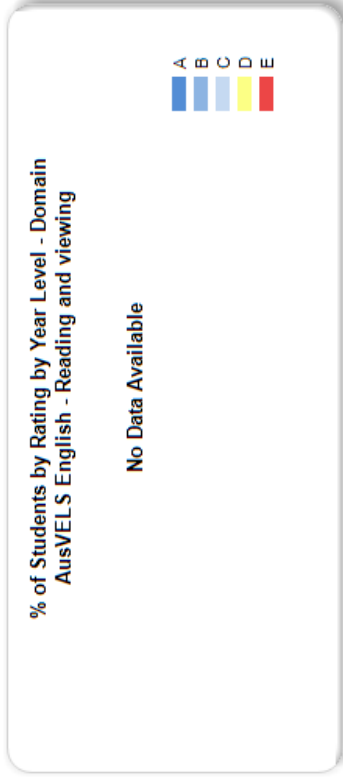 % of Students by Rating by Year Level - Domain
AusVELS English - Reading and viewing
No Data Available
A
B
C
D
E